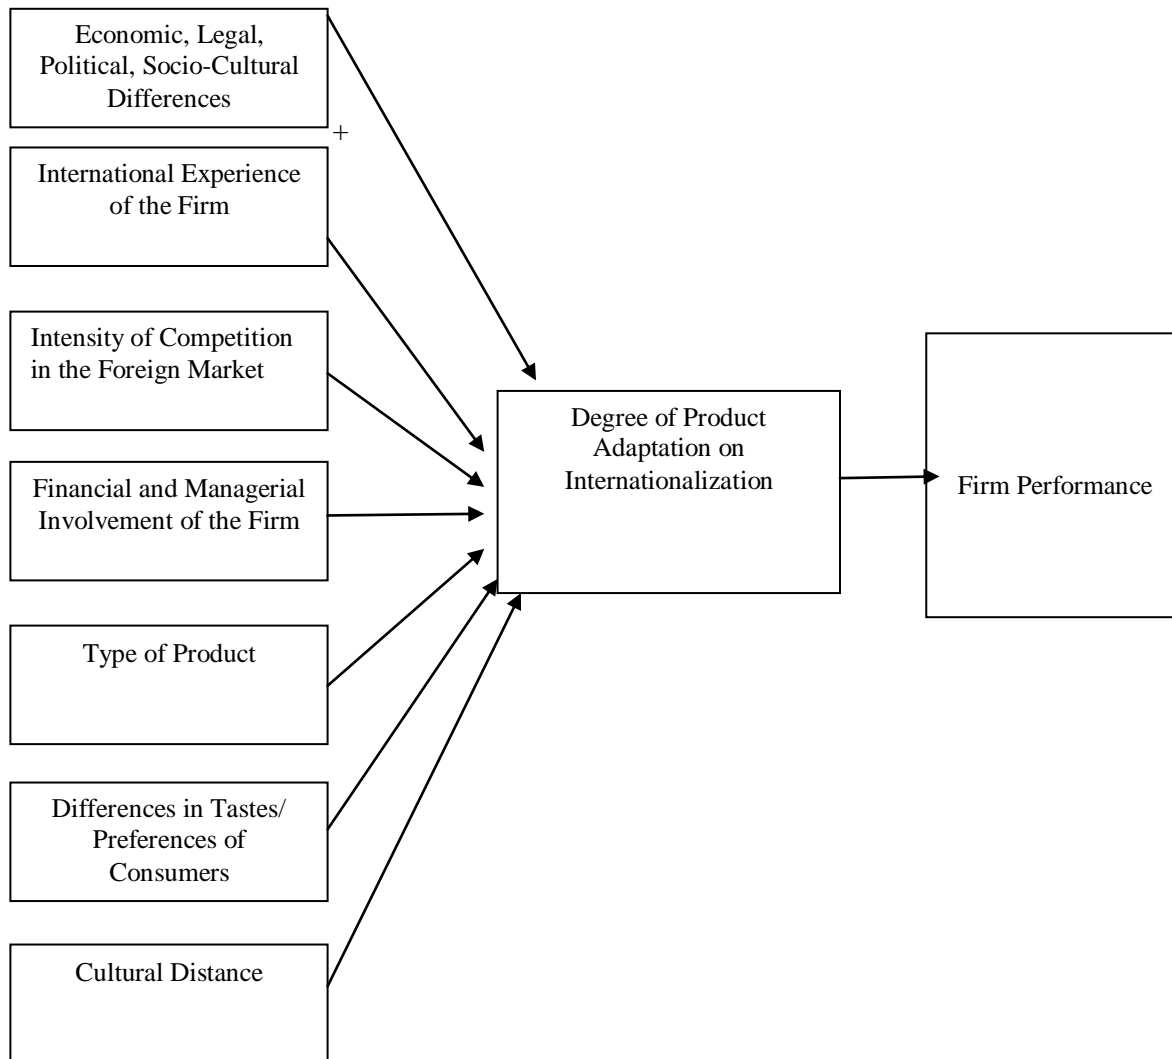 Economic, Legal,
Political, Socio-Cultural
Differences
+
International Experience
of the Firm
Intensity of Competition
in the Foreign Market
Financial and Managerial
Involvement of the Firm
Type of Product
Differences in Tastes/
Preferences of
Consumers
Cultural Distance
Degree of Product
Adaptation on
Internationalization
Firm Performance